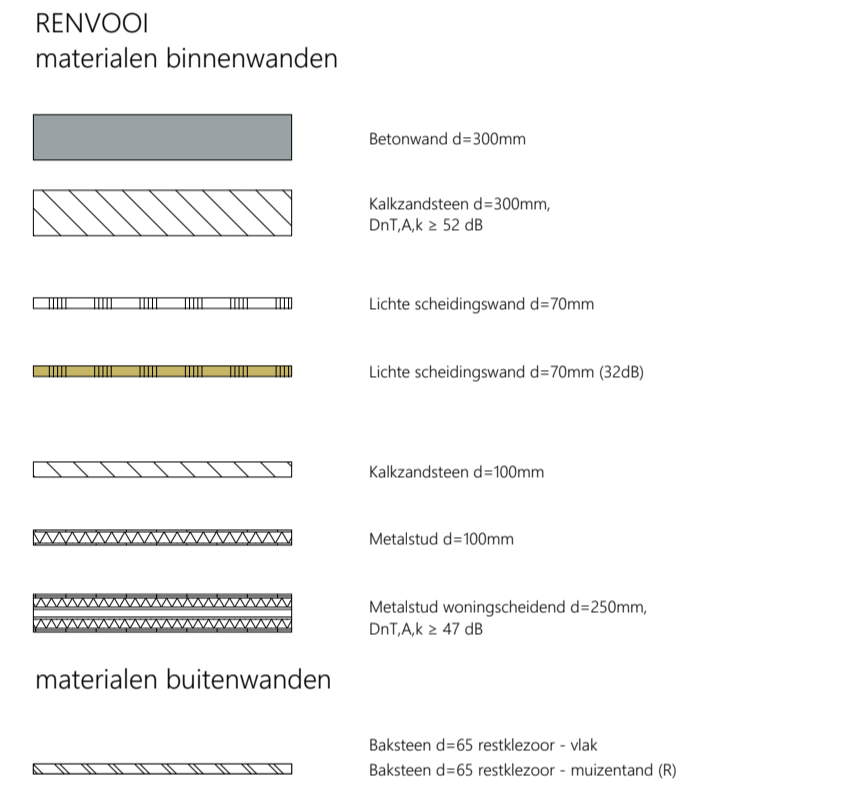 RENVOOI
materialen binnenwanden
Betonwand d=300mm
Kalkzandsteen d=300mm,
DnT,A,k ≥ 52 dB
Lichte scheidingswand d=70mm
Lichte scheidingswand d=70mm (32dB)
Kalkzandsteen d=100mm
Metalstud d=100mm
Metalstud woningscheidend d=250mm,
DnT,A,k ≥ 47 dB
materialen buitenwanden
Baksteen d=65 restklezoor - vlak
Baksteen d=65 restklezoor - muizentand (R)